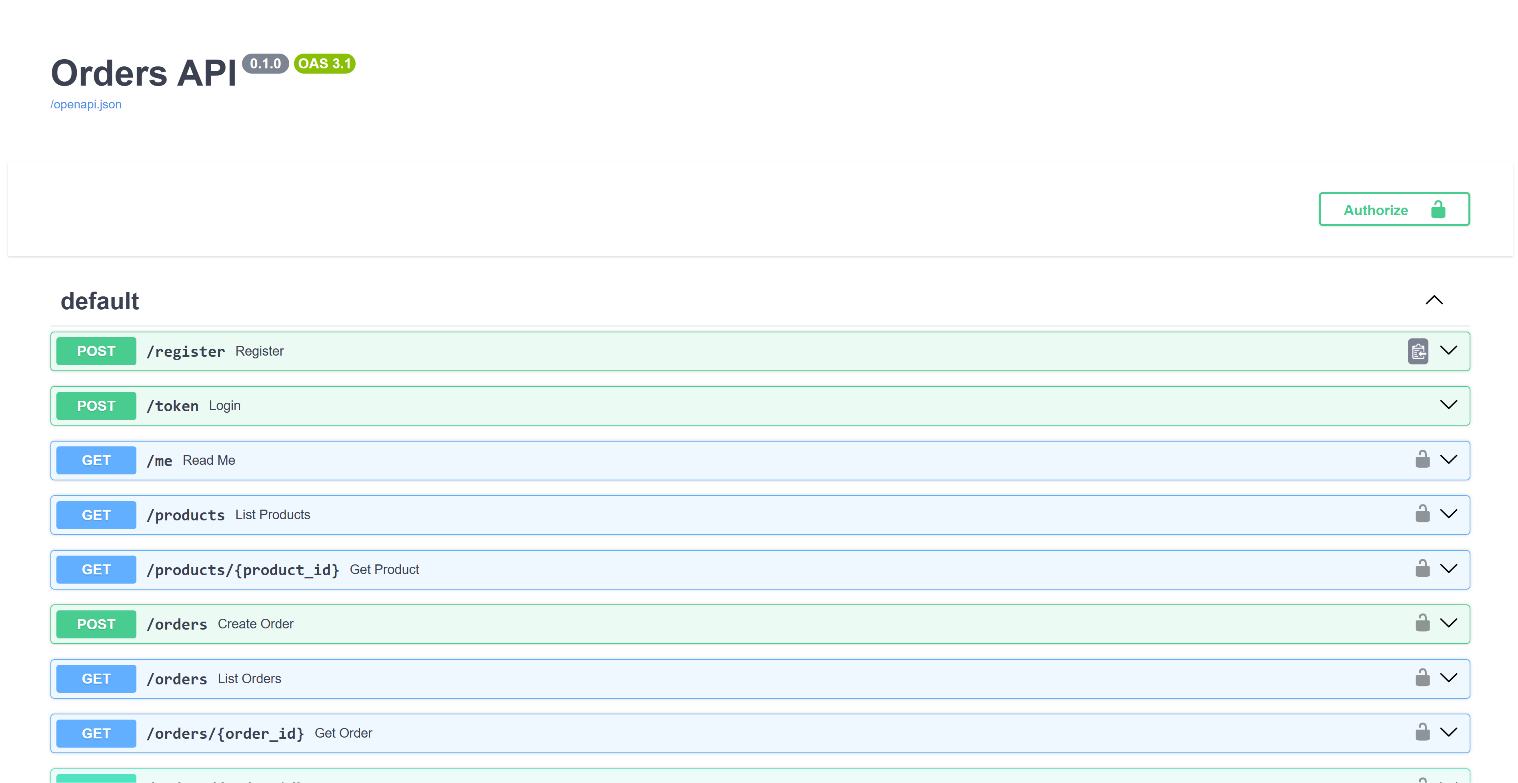 Orders API 0.1.0 OAS 3.1
/openapi.json
Authorize
default
POST /register Register
POST /token Login
GET /me Read Me
GET /products List Products
GET /products/{product_id} Get Product
POST /orders Create Order
GET /orders List Orders
GET /orders/{order_id} Get Order